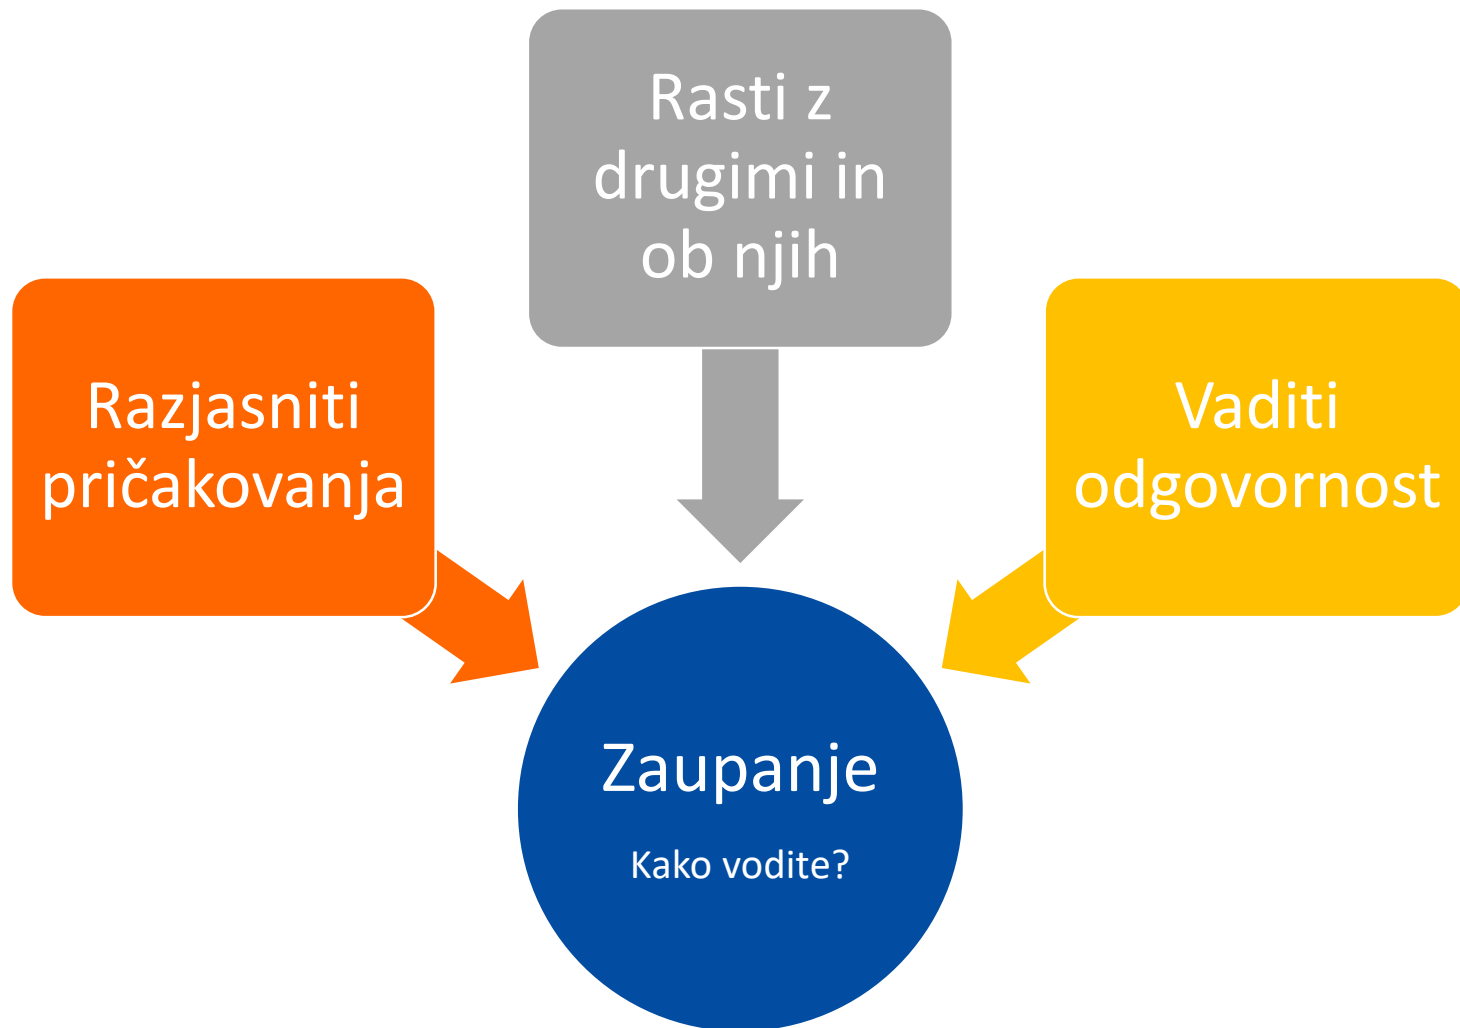 Rasti z
drugimi in
ob njih
Razjasniti
pričakovanja
Vaditi
odgovornost
Zaupanje
Kako vodite?